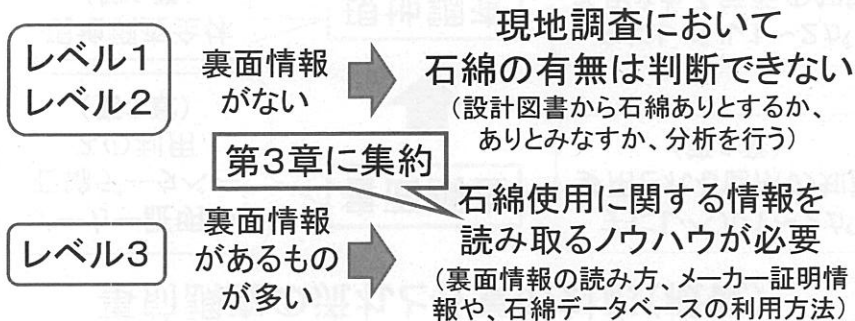 レベル1
レベル2
裏面情報
がない
現地調査において
石綿の有無は判断できない
(設計図書から石綿ありとするか、
ありとみなすか、分析を行う)
第3章に集約
レベル3
裏面情報
があるもの
が多い
石綿使用に関する情報を
読み取るノウハウが必要
(裏面情報の読み方、メーカー証明情
報や、石綿データベースの利用方法)